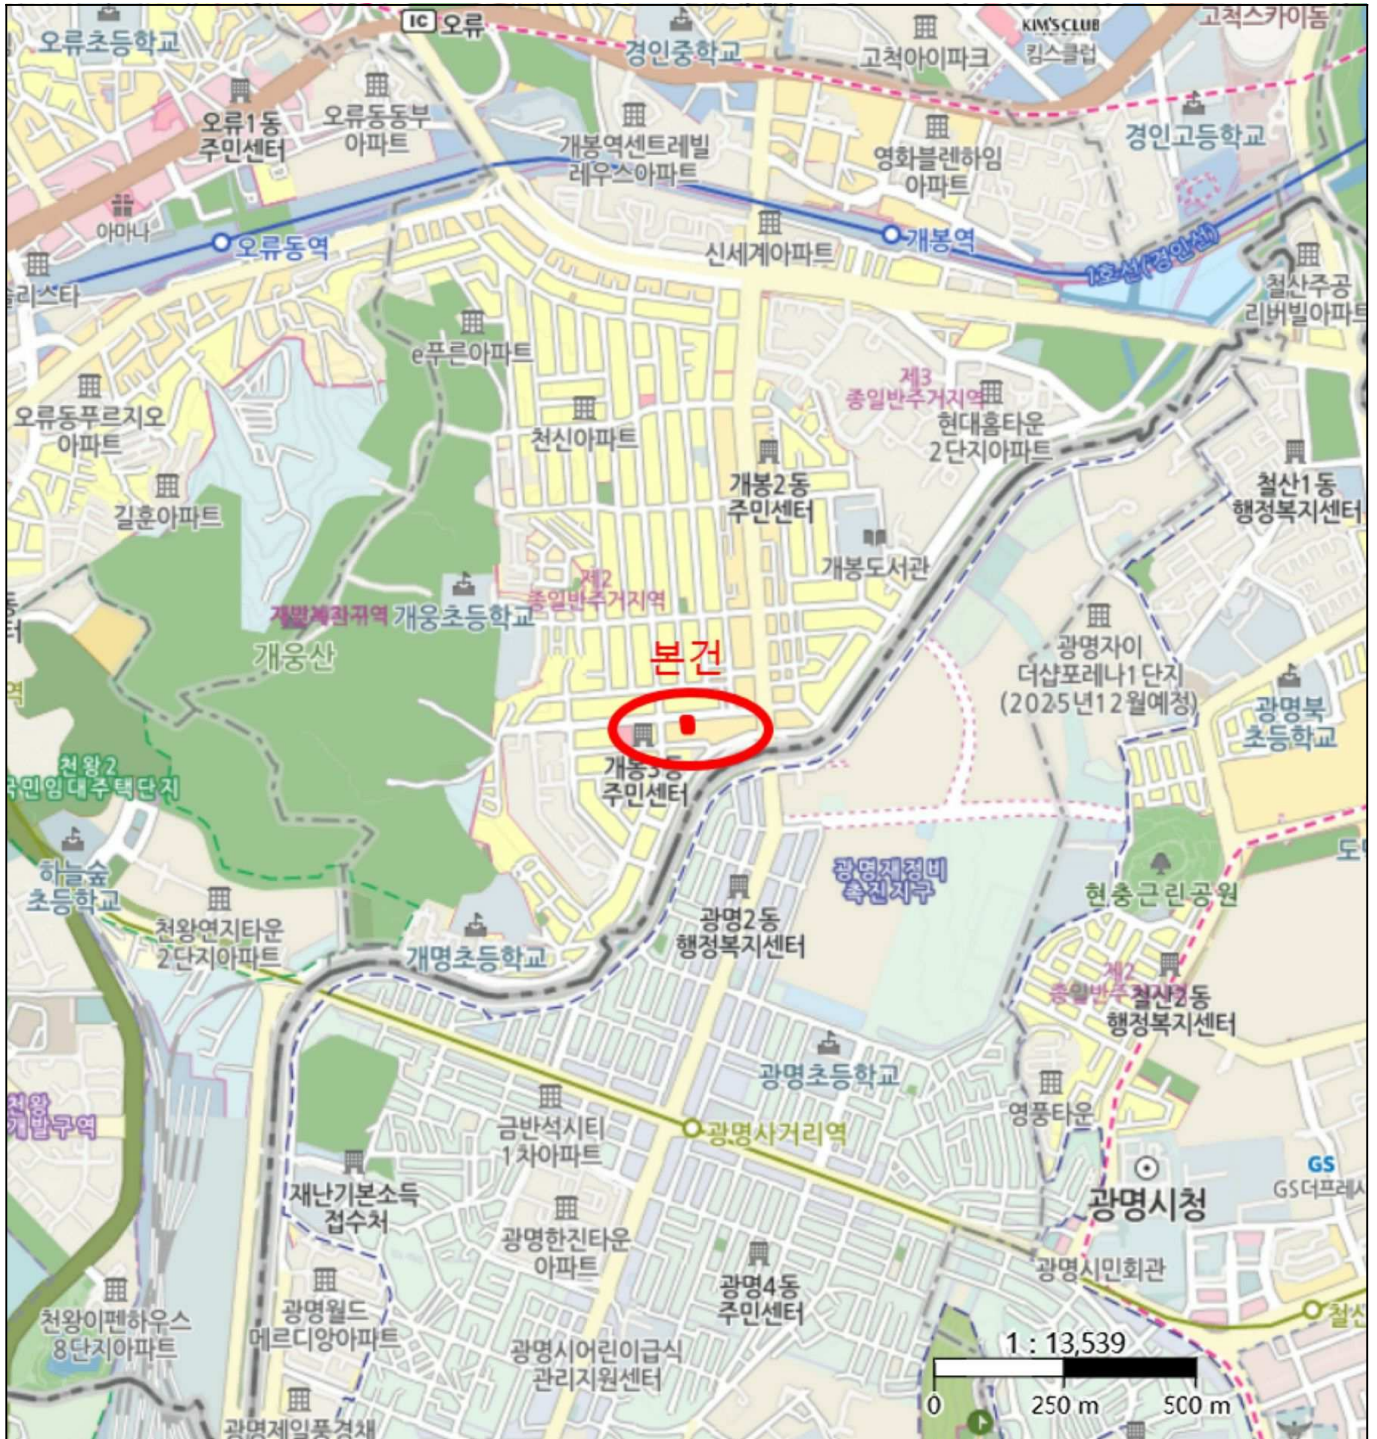 IC 오류
고척스카이돔
오류초등학교
경인중학교
KIM'S CLUB
킴스클럽
고척아이파크
오류1동
주민센터
오류동동부
아파트
개봉역센트레빌
레우스아파트
영화블렌하임
아파트
경인고등학교
아마나
오류동역
신세계아파트
개봉역
1호선(경인선)
철산주공
리버빌아파트
e푸른아파트
제3
종일반주거지역
오류동푸르지오
아파트
천신아파트
현대홈타운
2단지아파트
개봉2동
주민센터
철산1동
행정복지센터
길훈아파트
개봉도서관
제2
종일반주거지역
개웅초등학교
개웅산
본건
광명자이
더샵포레나1단지
(2025년12월예정)
광명북
초등학교
개봉3동
주민센터
천왕2
국민임대주택단지
하늘숲
초등학교
광명재정비
촉진지구
현충근린공원
천왕연지타운
2단지아파트
개명초등학교
광명2동
행정복지센터
제2
철산2동
행정복지센터
광명초등학교
영풍타운
금반석시티
1차아파트
광명사거리역
천왕
개발구역
재난기본소득
접수처
광명시청
GS
GS더프레시
광명한진타운
아파트
광명시민회관
광명4동
주민센터
천왕이펜하우스
8단지아파트
광명월드
메르디앙아파트
철산
광명시어린이급식
관리지원센터
1 : 13,539
0 250 m 500 m
광명제일풍경채